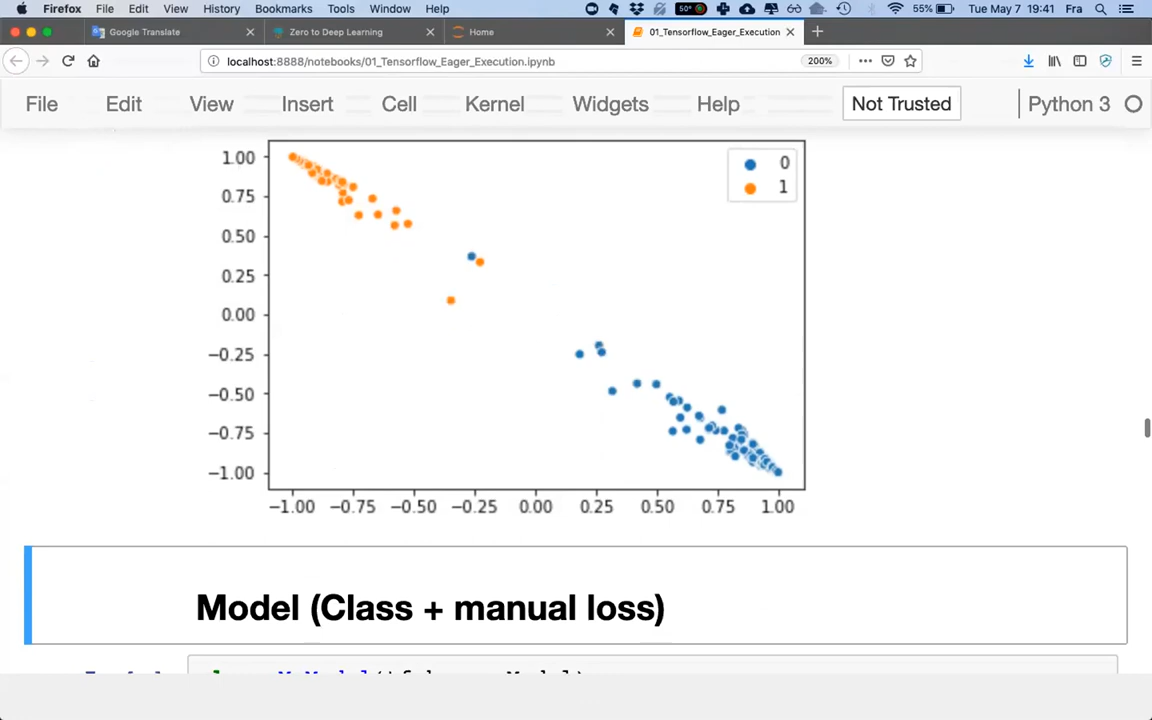 Firefox File Edit View History Bookmarks Tools Window Help 50° 55% Tue May 7 19:41 Fra
Google Translate Zero to Deep Learning Home 01_Tensorflow_Eager_Execution
localhost:8888/notebooks/01_Tensorflow_Eager_Execution.ipynb 200%
File Edit View Insert Cell Kernel Widgets Help Not Trusted Python 3
1.00
0.75
0.50
0.25
0.00
−0.25
−0.50
−0.75
−1.00
0
1
−1.00 −0.75 −0.50 −0.25 0.00 0.25 0.50 0.75 1.00
Model (Class + manual loss)